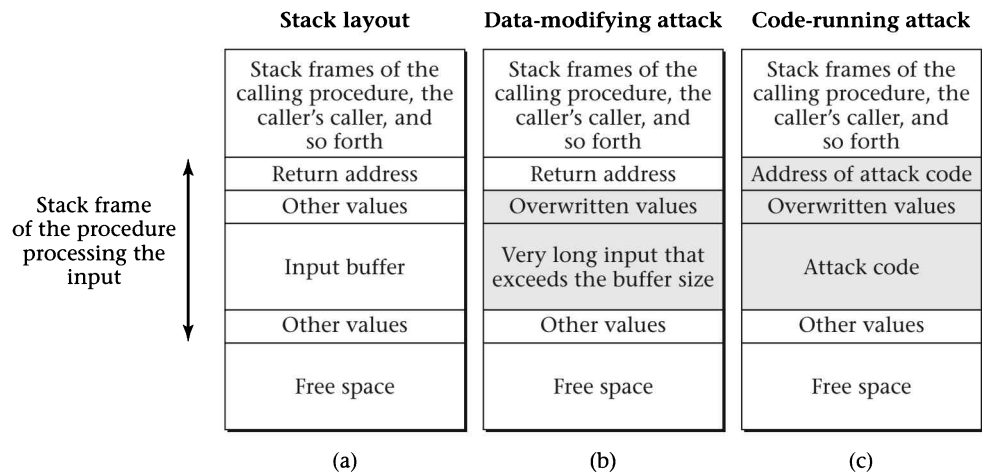 Stack layout
Data-modifying attack
Code-running attack
Stack frame
of the procedure
processing the
input
Stack frames of the
calling procedure, the
caller's caller, and
so forth
Return address
Other values
Input buffer
Other values
Free space
(a)
Stack frames of the
calling procedure, the
caller's caller, and
so forth
Return address
Overwritten values
Very long input that
exceeds the buffer size
Other values
Free space
(b)
Stack frames of the
calling procedure, the
caller's caller, and
so forth
Address of attack code
Overwritten values
Attack code
Other values
Free space
(c)